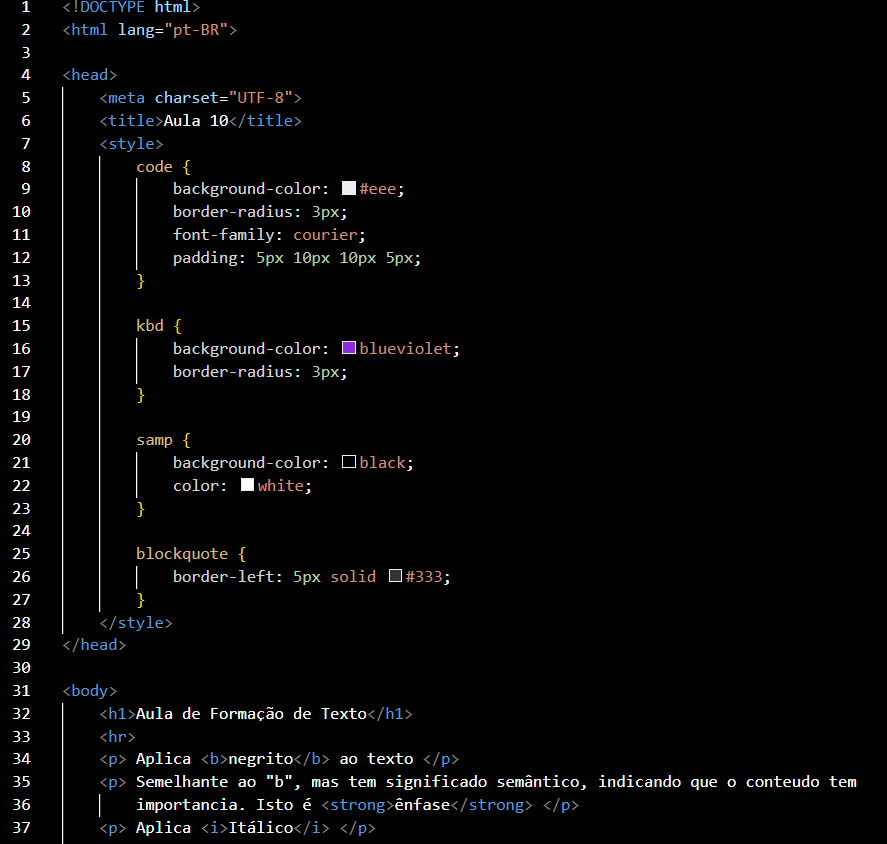 1 <!DOCTYPE html>
2 <html lang="pt-BR">
3
4 <head>
5     <meta charset="UTF-8">
6     <title>Aula 10</title>
7     <style>
8         code {
9             background-color: #eee;
10             border-radius: 3px;
11             font-family: courier;
12             padding: 5px 10px 10px 5px;
13         }
14
15         kbd {
16             background-color: blueviolet;
17             border-radius: 3px;
18         }
19
20         samp {
21             background-color: black;
22             color: white;
23         }
24
25         blockquote {
26             border-left: 5px solid #333;
27         }
28     </style>
29 </head>
30
31 <body>
32     <h1>Aula de Formação de Texto</h1>
33     <hr>
34     <p> Aplica <b>negrito</b> ao texto </p>
35     <p> Semelhante ao "b", mas tem significado semântico, indicando que o conteudo tem
36         importancia. Isto é <strong>ênfase</strong> </p>
37     <p> Aplica <i>Itálico</i> </p>